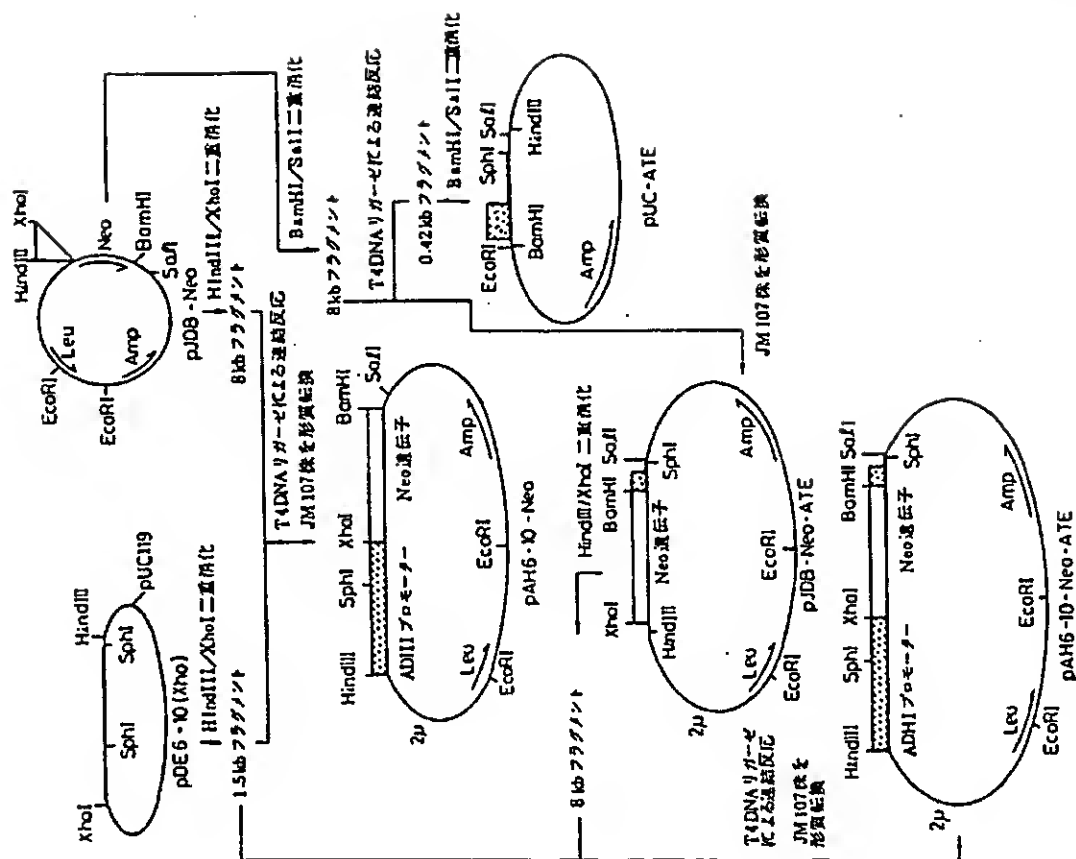 HindIII
XhoI
Neo
BamHI
SalI
Leu
Amp
EcoRI
EcoRI
pJDB-Neo
HindIII/XhoI二重消化
8kbフラグメント
BamHI/SalI二重消化
8kbフラグメント
T4DNAリガーゼによる連結反応
0.42kbフラグメント
BamHI/SalI二重消化
EcoRI
SphI
SalI
BamHI
HindIII
Amp
pUC-ATE
JM107株を形質転換
XhoI
SphI
SphI
HindIII
pUC119
pDE6-10(Xho)
HindIII/XhoI二重消化
1.5kbフラグメント
T4DNAリガーゼによる連結反応
JM107株を形質転換
HindIII
SphI
XhoI
BamHI
SalI
ADHIプロモーター
Neo遺伝子
2μ
Leu
EcoRI
EcoRI
Amp
pAH6-10-Neo
HindIII/XhoI二重消化
8kbフラグメント
XhoI
HindIII
BamHI
SalI
SphI
Neo遺伝子
2μ
Leu
EcoRI
EcoRI
Amp
pJDB-Neo-ATE
T4DNAリガーゼ
による連結反応
JM107株を
形質転換
HindIII
SphI
XhoI
BamHI
SalI
SphI
ADHIプロモーター
Neo遺伝子
2μ
Leu
EcoRI
EcoRI
Amp
pAH6-10-Neo-ATE